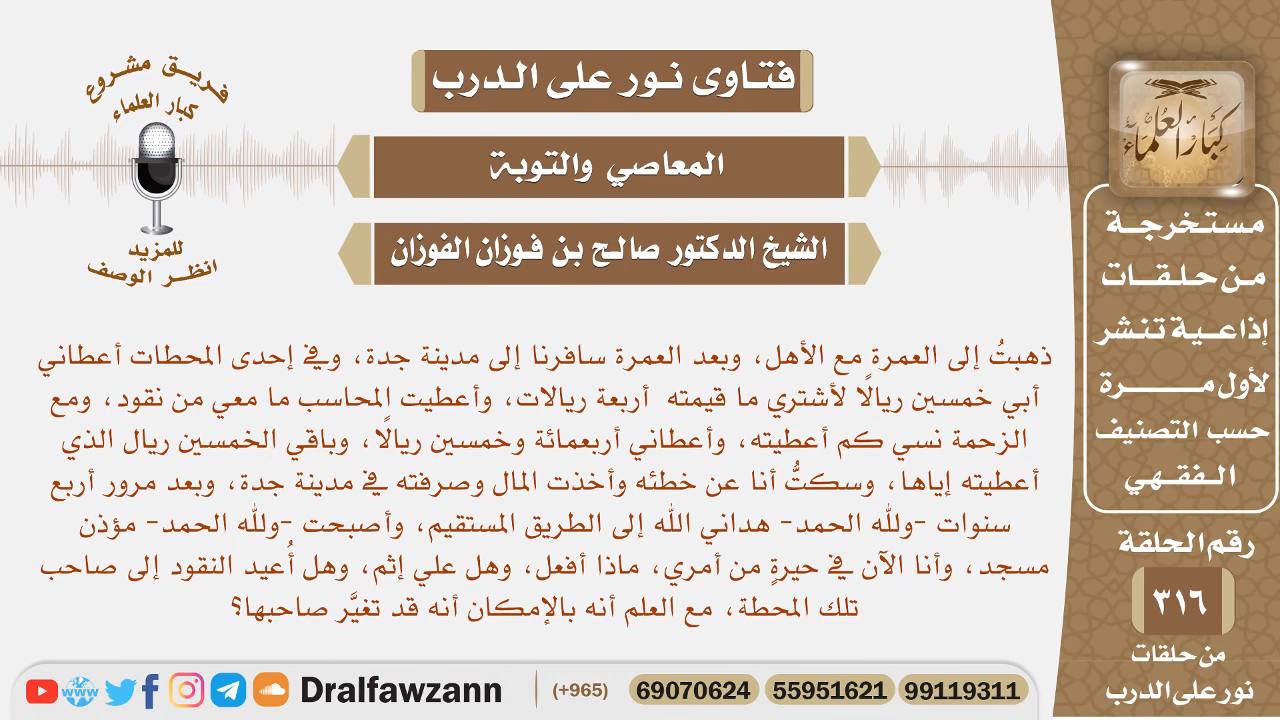 فتاوى نور على الدرب
المعاصي والتوبة
الشيخ الدكتور صالح بن فوزان الفوزان
فريق مشروع
كبار العلماء
للمزيد
انظر الوصف
ذهبتُ إلى العمرة مع الأهل، وبعد العمرة سافرنا إلى مدينة جدة، وفي إحدى المحطات أعطاني
أبي خمسين ريالًا لأشتري ما قيمته أربعة ريالات، وأعطيت المحاسب ما معي من نقود، ومع
الزحمة نسي كم أعطيته، وأعطاني أربعمائة وخمسين ريالًا، وباقي الخمسين ريال الذي
أعطيته إياها، وسكتُّ أنا عن خطئه وأخذت المال وصرفته في مدينة جدة، وبعد مرور أربع
سنوات -ولله الحمد- هداني الله إلى الطريق المستقيم، وأصبحت -ولله الحمد- مؤذن
مسجد، وأنا الآن في حيرةٍ من أمري، ماذا أفعل، وهل علي إثم، وهل أُعيد النقود إلى صاحب
تلك المحطة، مع العلم أنه بالإمكان أنه قد تغيَّر صاحبها؟
كِبَار العُلَمَاء
مستخرجة
من حلقات
إذاعية تنشر
لأول مرة
حسب التصنيف
الفقهي
رقم الحلقة
٣١٦
من حلقات
نور على الدرب
www Dralfawzann (+965) 69070624 55951621 99119311